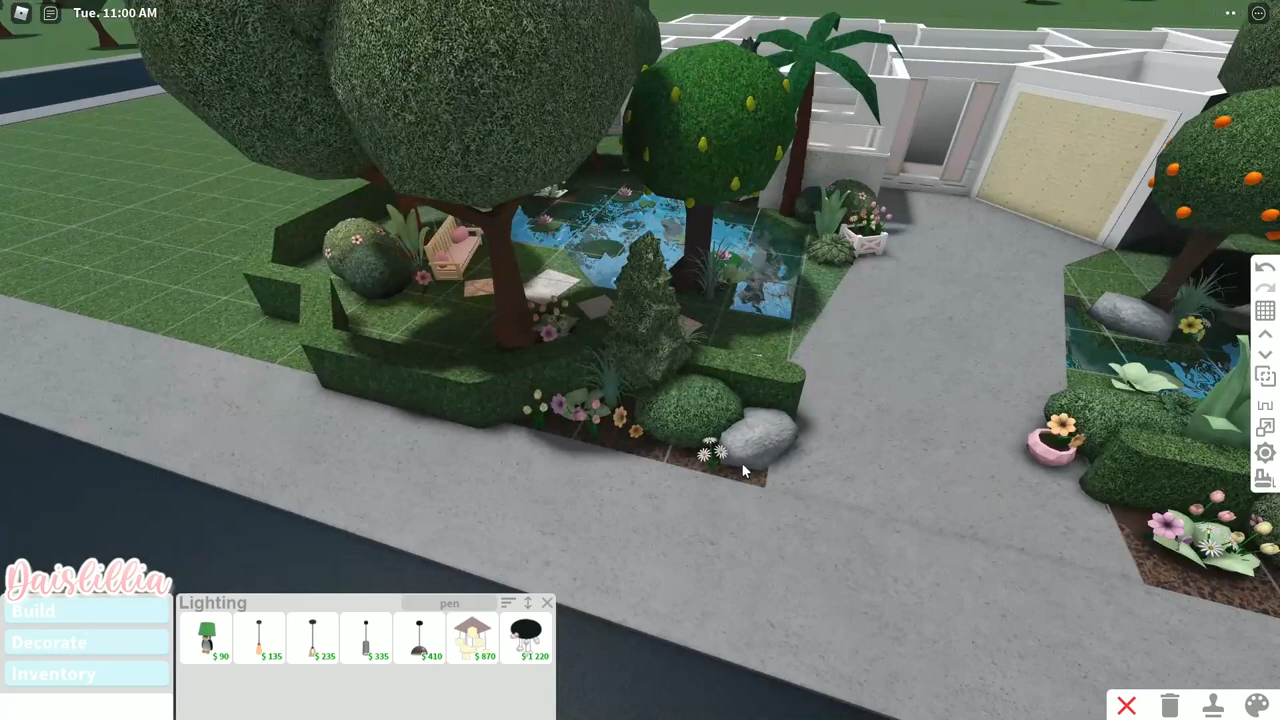 Tue. 11:00 AM
Daislillia
Build
Decorate
Inventory
Lighting
pen
$ 90
$ 135
$ 235
$ 335
$ 410
$ 870
$ 1 220